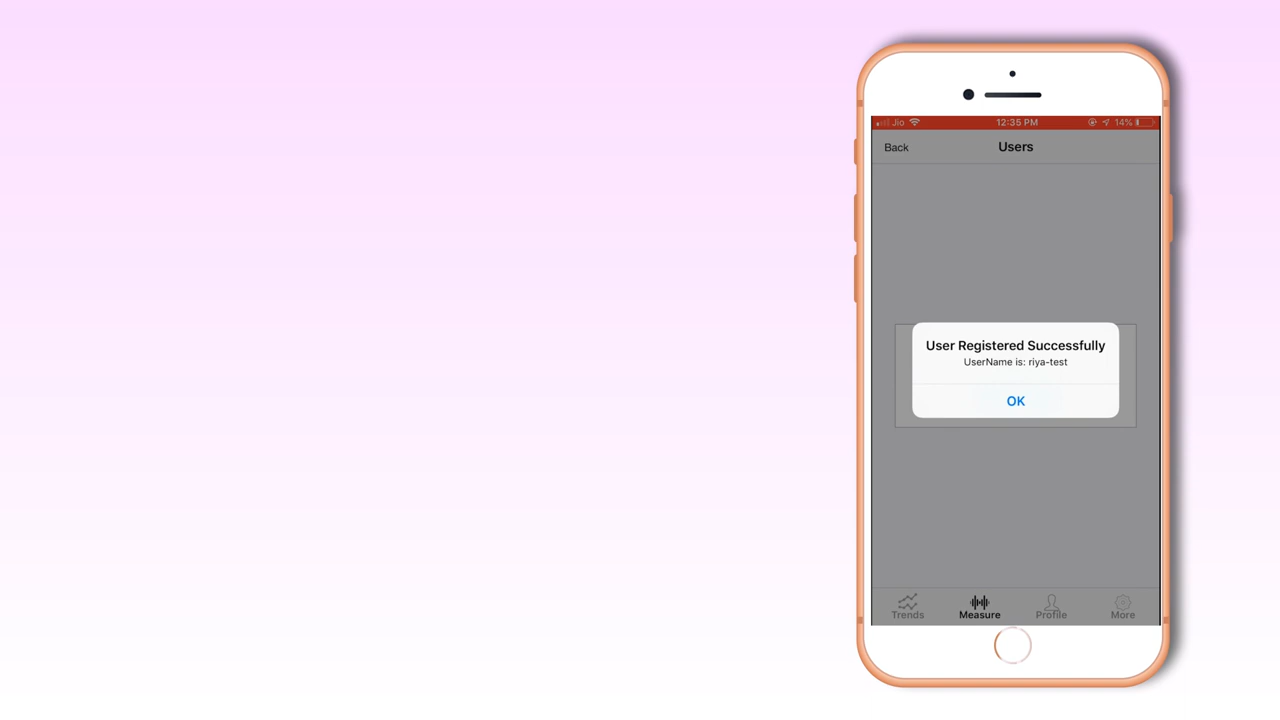 Jio 12:35 PM 14%
Back Users
User Registered Successfully
UserName is: riya-test
OK
Trends Measure Profile More